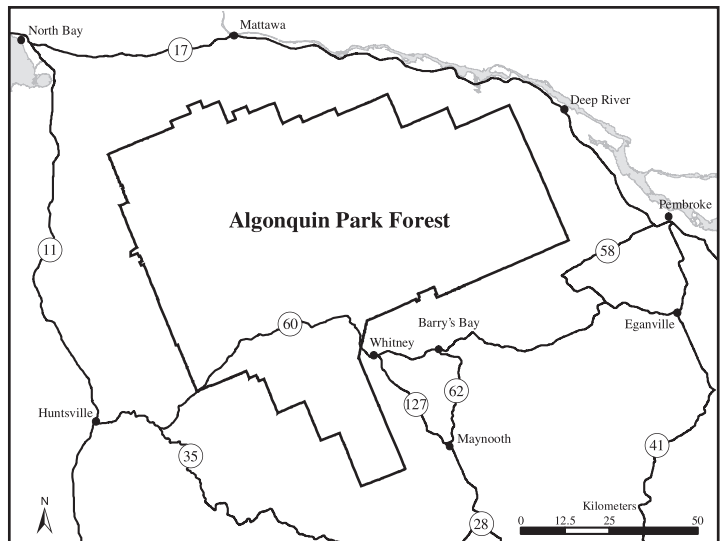 North Bay
Mattawa
17
Deep River
Pembroke
Algonquin Park Forest
11
58
60
Barry's Bay
Eganville
Whitney
62
127
Huntsville
Maynooth
41
35
N
Kilometers
28
0 12.5 25 50